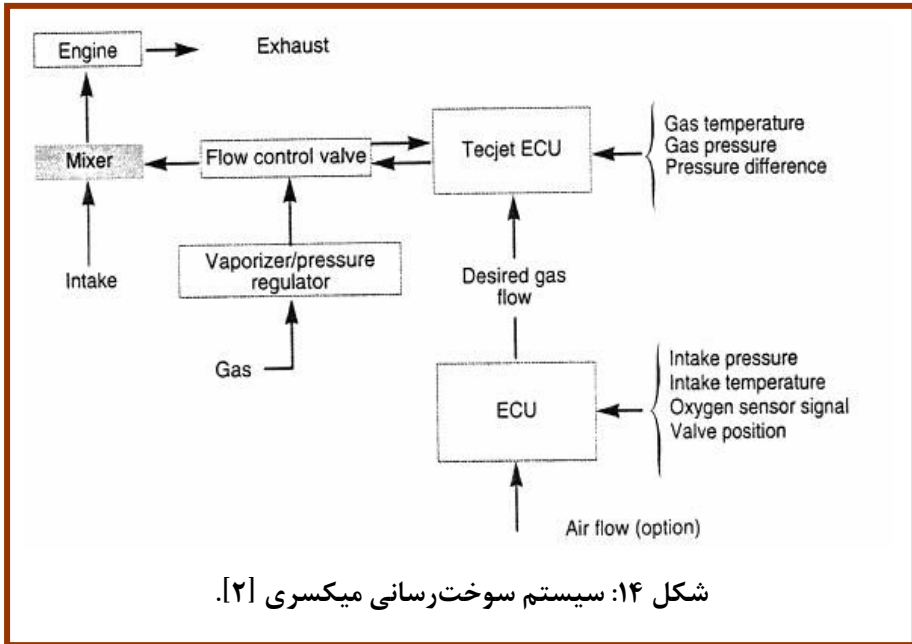 Engine
Exhaust
Mixer
Flow control valve
Tecjet ECU
Gas temperature
Gas pressure
Pressure difference
Intake
Vaporizer/pressure
regulator
Desired gas
flow
Gas
ECU
Intake pressure
Intake temperature
Oxygen sensor signal
Valve position
Air flow (option)
شکل ۱۴: سیستم سوخت‌رسانی میکسری [۲].